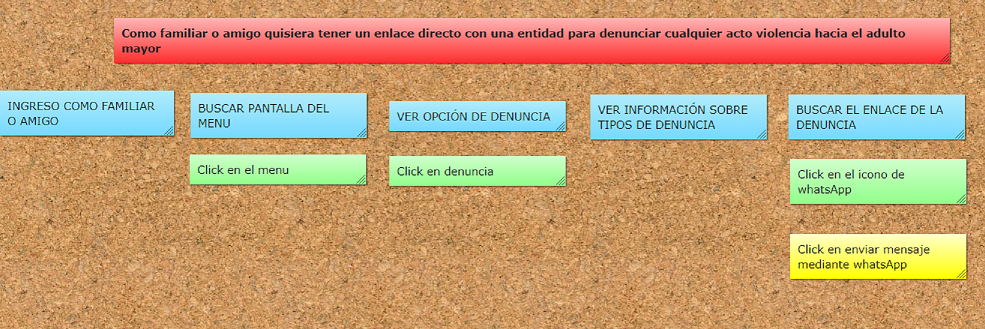 Como familiar o amigo quisiera tener un enlace directo con una entidad para denunciar cualquier acto violencia hacia el adulto
mayor
INGRESO COMO FAMILIAR
O AMIGO
BUSCAR PANTALLA DEL
MENU
VER OPCIÓN DE DENUNCIA
VER INFORMACIÓN SOBRE
TIPOS DE DENUNCIA
BUSCAR EL ENLACE DE LA
DENUNCIA
Click en el menu
Click en denuncia
Click en el icono de
whatsApp
Click en enviar mensaje
mediante whatsApp